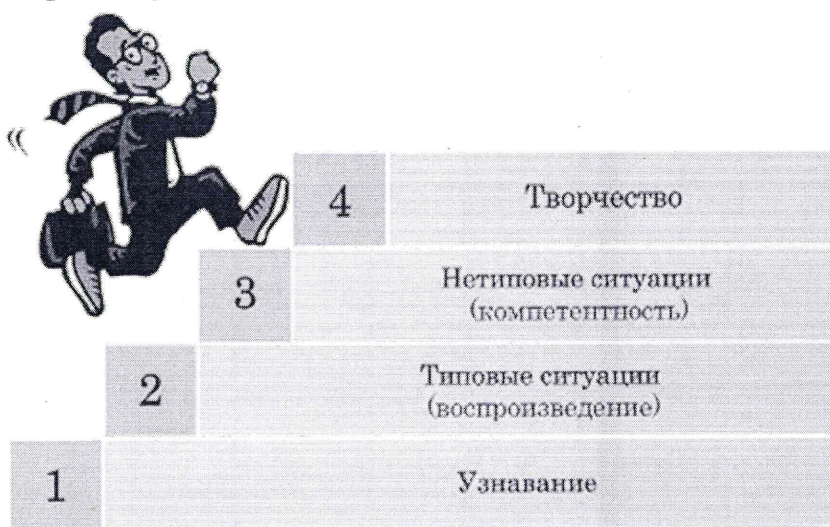 4 Творчество
3 Нетиповые ситуации
(компетентность)
2 Типовые ситуации
(воспроизведение)
1 Узнавание